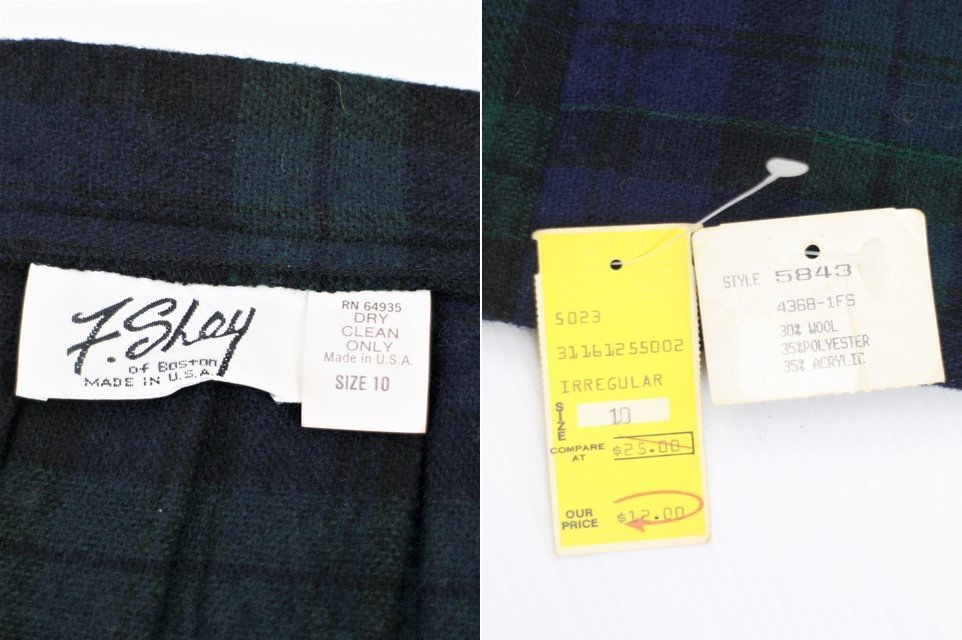 F. Shay
of Boston
MADE IN U.S.A.
RN 64935
DRY
CLEAN
ONLY
Made in U.S.A.
SIZE 10
5023
31161255002
IRREGULAR
SIZE
10
COMPARE
AT
$25.00
OUR
PRICE
$12.00
STYLE 5843
4368-1FS
30% WOOL
35%POLYESTER
35% ACRYLIC